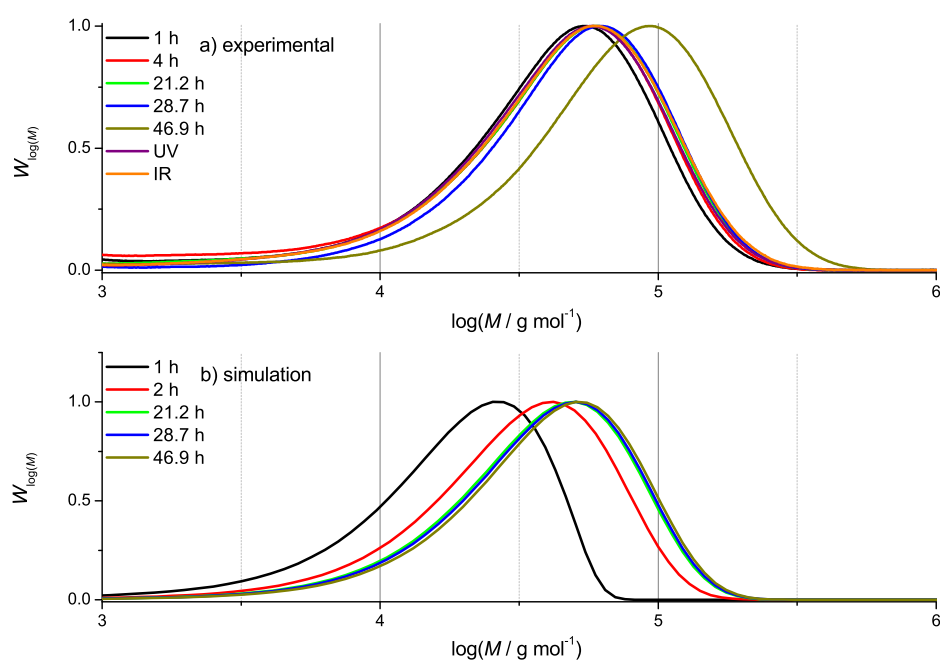 1.0
1 h
a) experimental
4 h
21.2 h
28.7 h
46.9 h
UV
IR
0.5
0.0
W log(M)
3 4 5 6
log(M / g mol⁻¹)
1 h
b) simulation
2 h
21.2 h
28.7 h
46.9 h
1.0
0.5
0.0
W log(M)
3 4 5 6
log(M / g mol⁻¹)